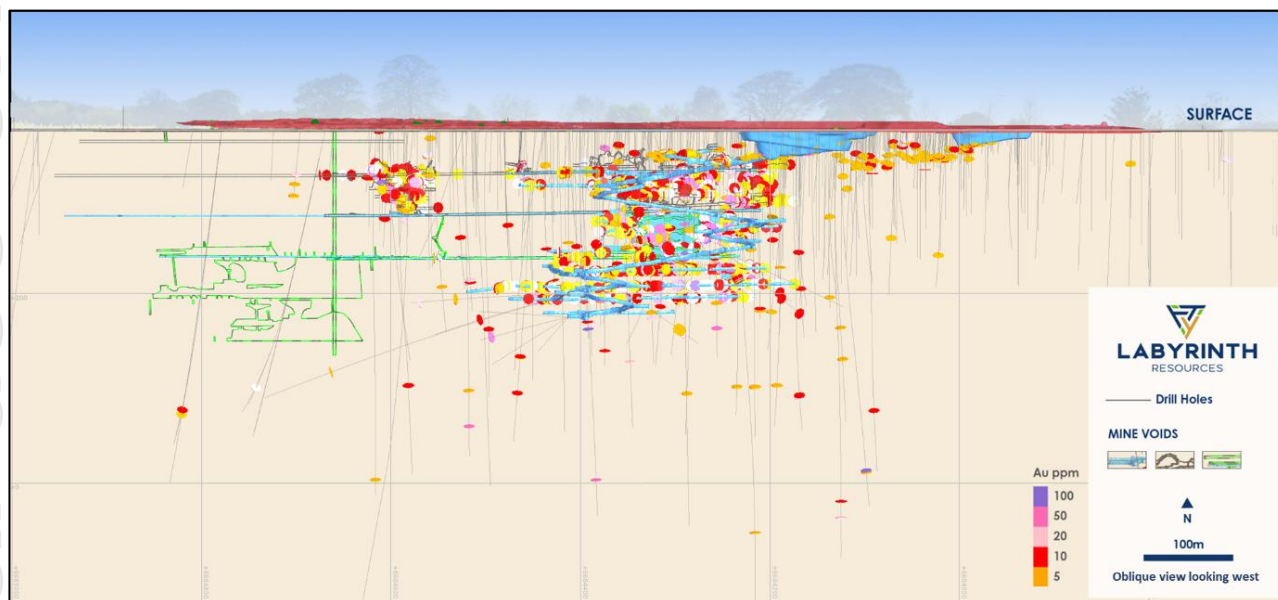 SURFACE
LABYRINTH
RESOURCES
Drill Holes
MINE VOIDS
Au ppm
100
50
20
10
5
N
100m
Oblique view looking west